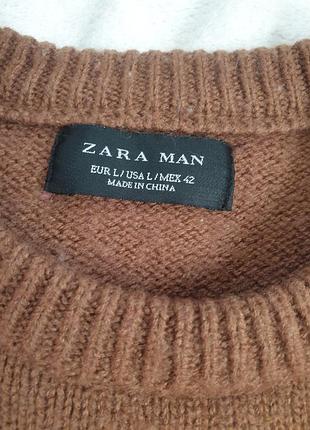 ZARA MAN
EUR L / USA L / MEX 42
MADE IN CHINA